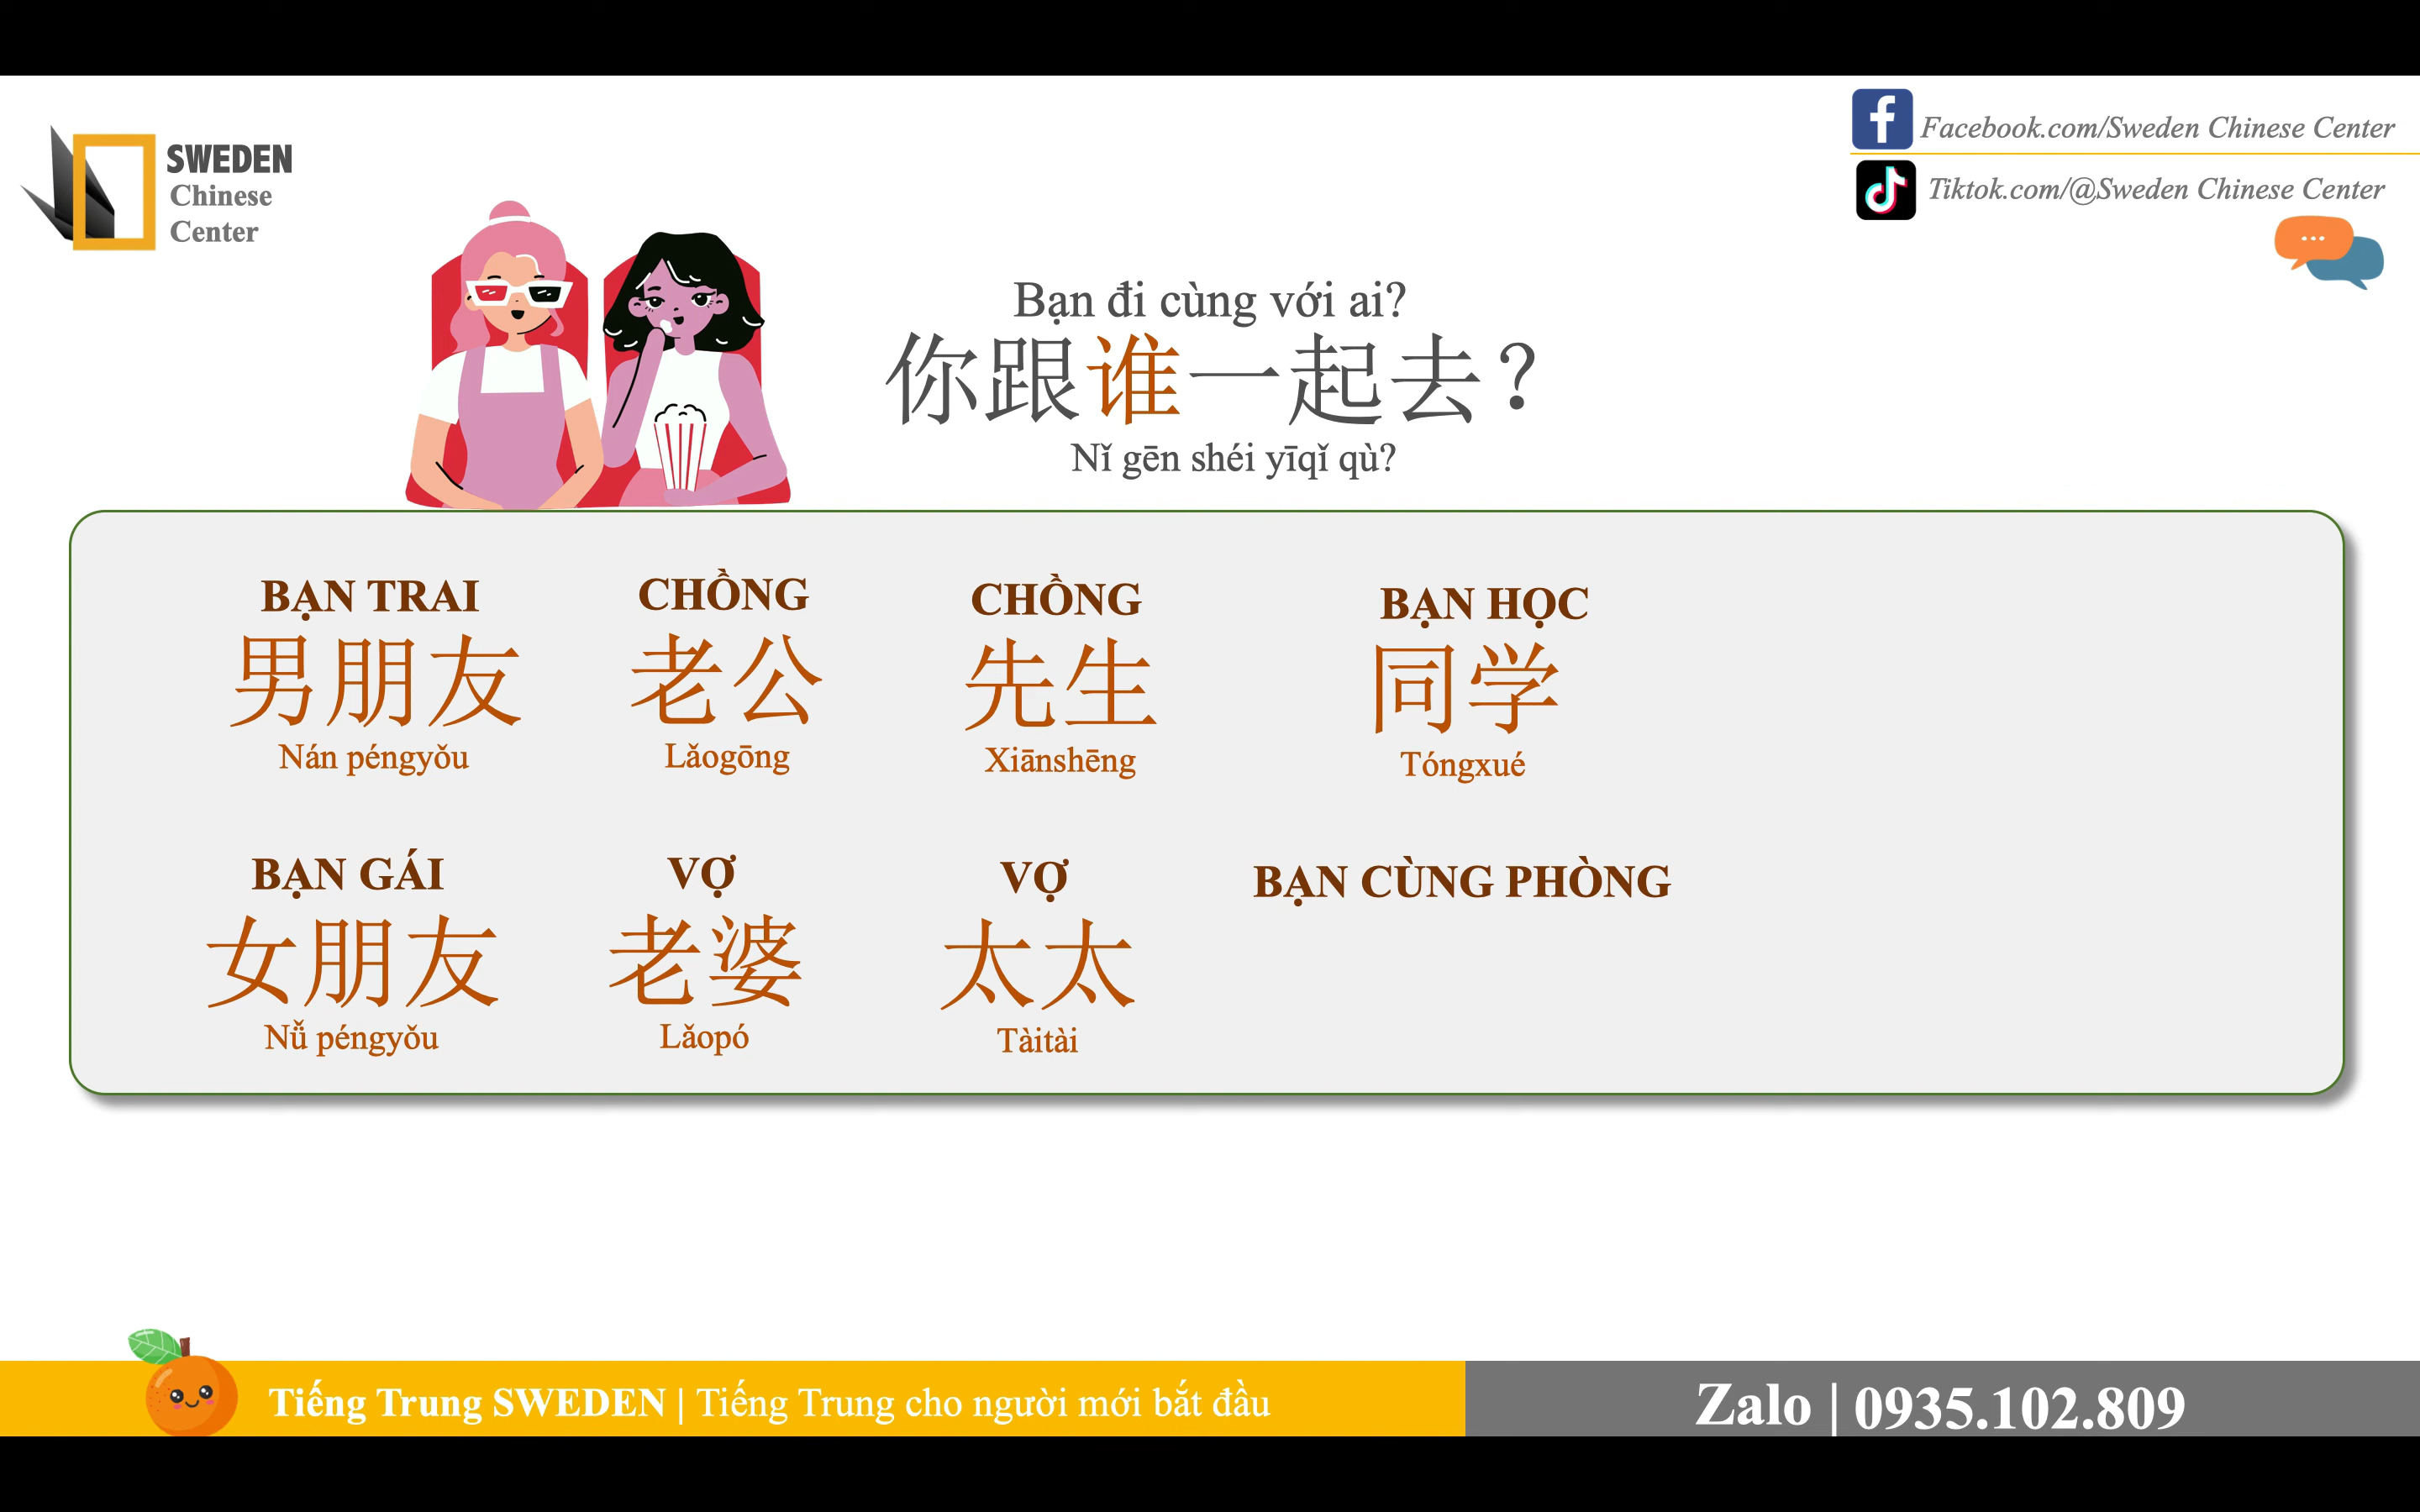 SWEDEN
Chinese
Center
Facebook.com/Sweden Chinese Center
Tiktok.com/@Sweden Chinese Center
Bạn đi cùng với ai?
你跟谁一起去？
Nǐ gēn shéi yīqǐ qù?
BẠN TRAI
男朋友
Nán péngyǒu
CHỒNG
老公
Lǎogōng
CHỒNG
先生
Xiānshēng
BẠN HỌC
同学
Tóngxué
BẠN GÁI
女朋友
Nǚ péngyǒu
VỢ
老婆
Lǎopó
VỢ
太太
Tàitài
BẠN CÙNG PHÒNG
Tiếng Trung SWEDEN | Tiếng Trung cho người mới bắt đầu
Zalo | 0935.102.809